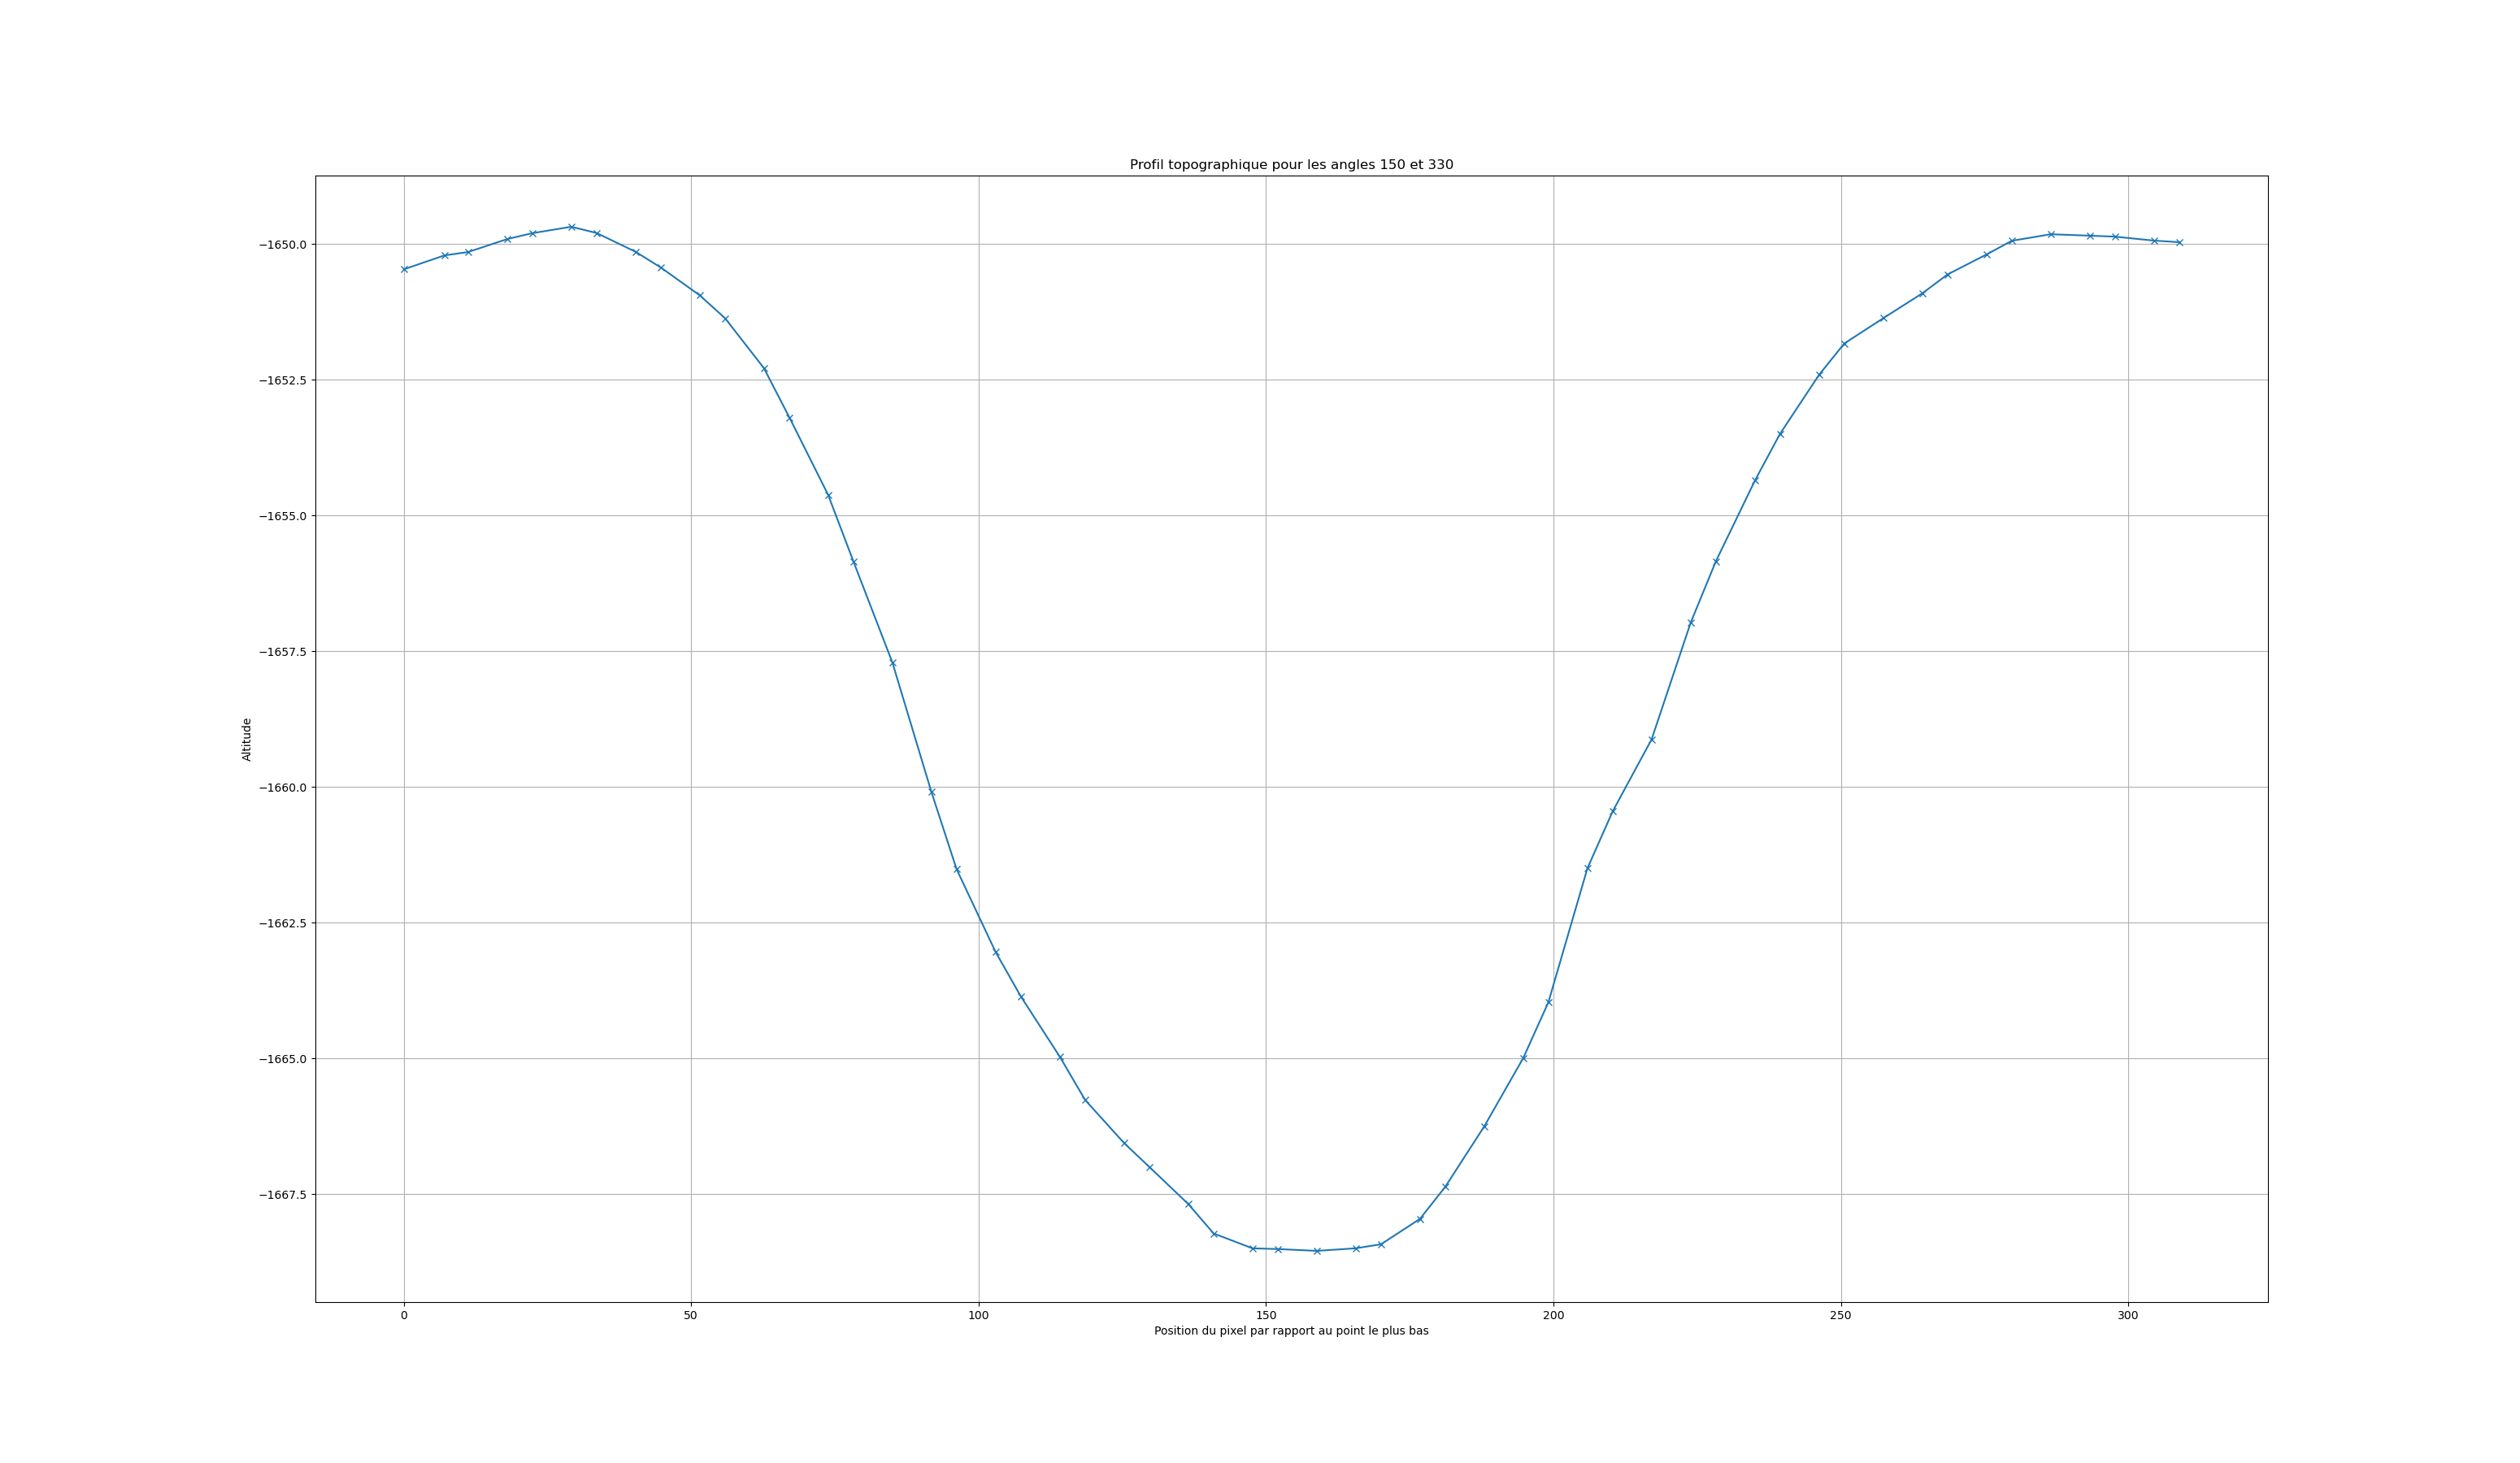 Profil topographique pour les angles 150 et 330
−1650.0
−1652.5
−1655.0
−1657.5
−1660.0
−1662.5
−1665.0
−1667.5
Altitude
0 50 100 150 200 250 300
Position du pixel par rapport au point le plus bas